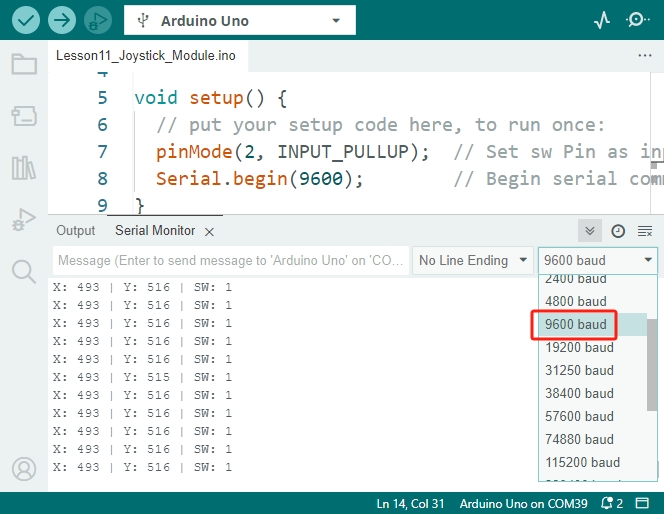 Arduino Uno
Lesson11_Joystick_Module.ino
5 void setup() {
6 // put your setup code here, to run once:
7 pinMode(2, INPUT_PULLUP); // Set sw Pin as
8 Serial.begin(9600); // Begin serial
9 }
Output Serial Monitor
Message (Enter to send message to 'Arduino Uno' on 'CO... No Line Ending 9600 baud
X: 493 | Y: 516 | SW: 1
X: 493 | Y: 516 | SW: 1
X: 493 | Y: 516 | SW: 1
X: 493 | Y: 516 | SW: 1
X: 493 | Y: 516 | SW: 1
X: 493 | Y: 515 | SW: 1
X: 493 | Y: 516 | SW: 1
X: 493 | Y: 516 | SW: 1
X: 493 | Y: 516 | SW: 1
X: 493 | Y: 516 | SW: 1
X: 493 | Y: 516 | SW: 1
2400 baud
4800 baud
9600 baud
19200 baud
31250 baud
38400 baud
57600 baud
74880 baud
115200 baud
Ln 14, Col 31 Arduino Uno on COM39 2